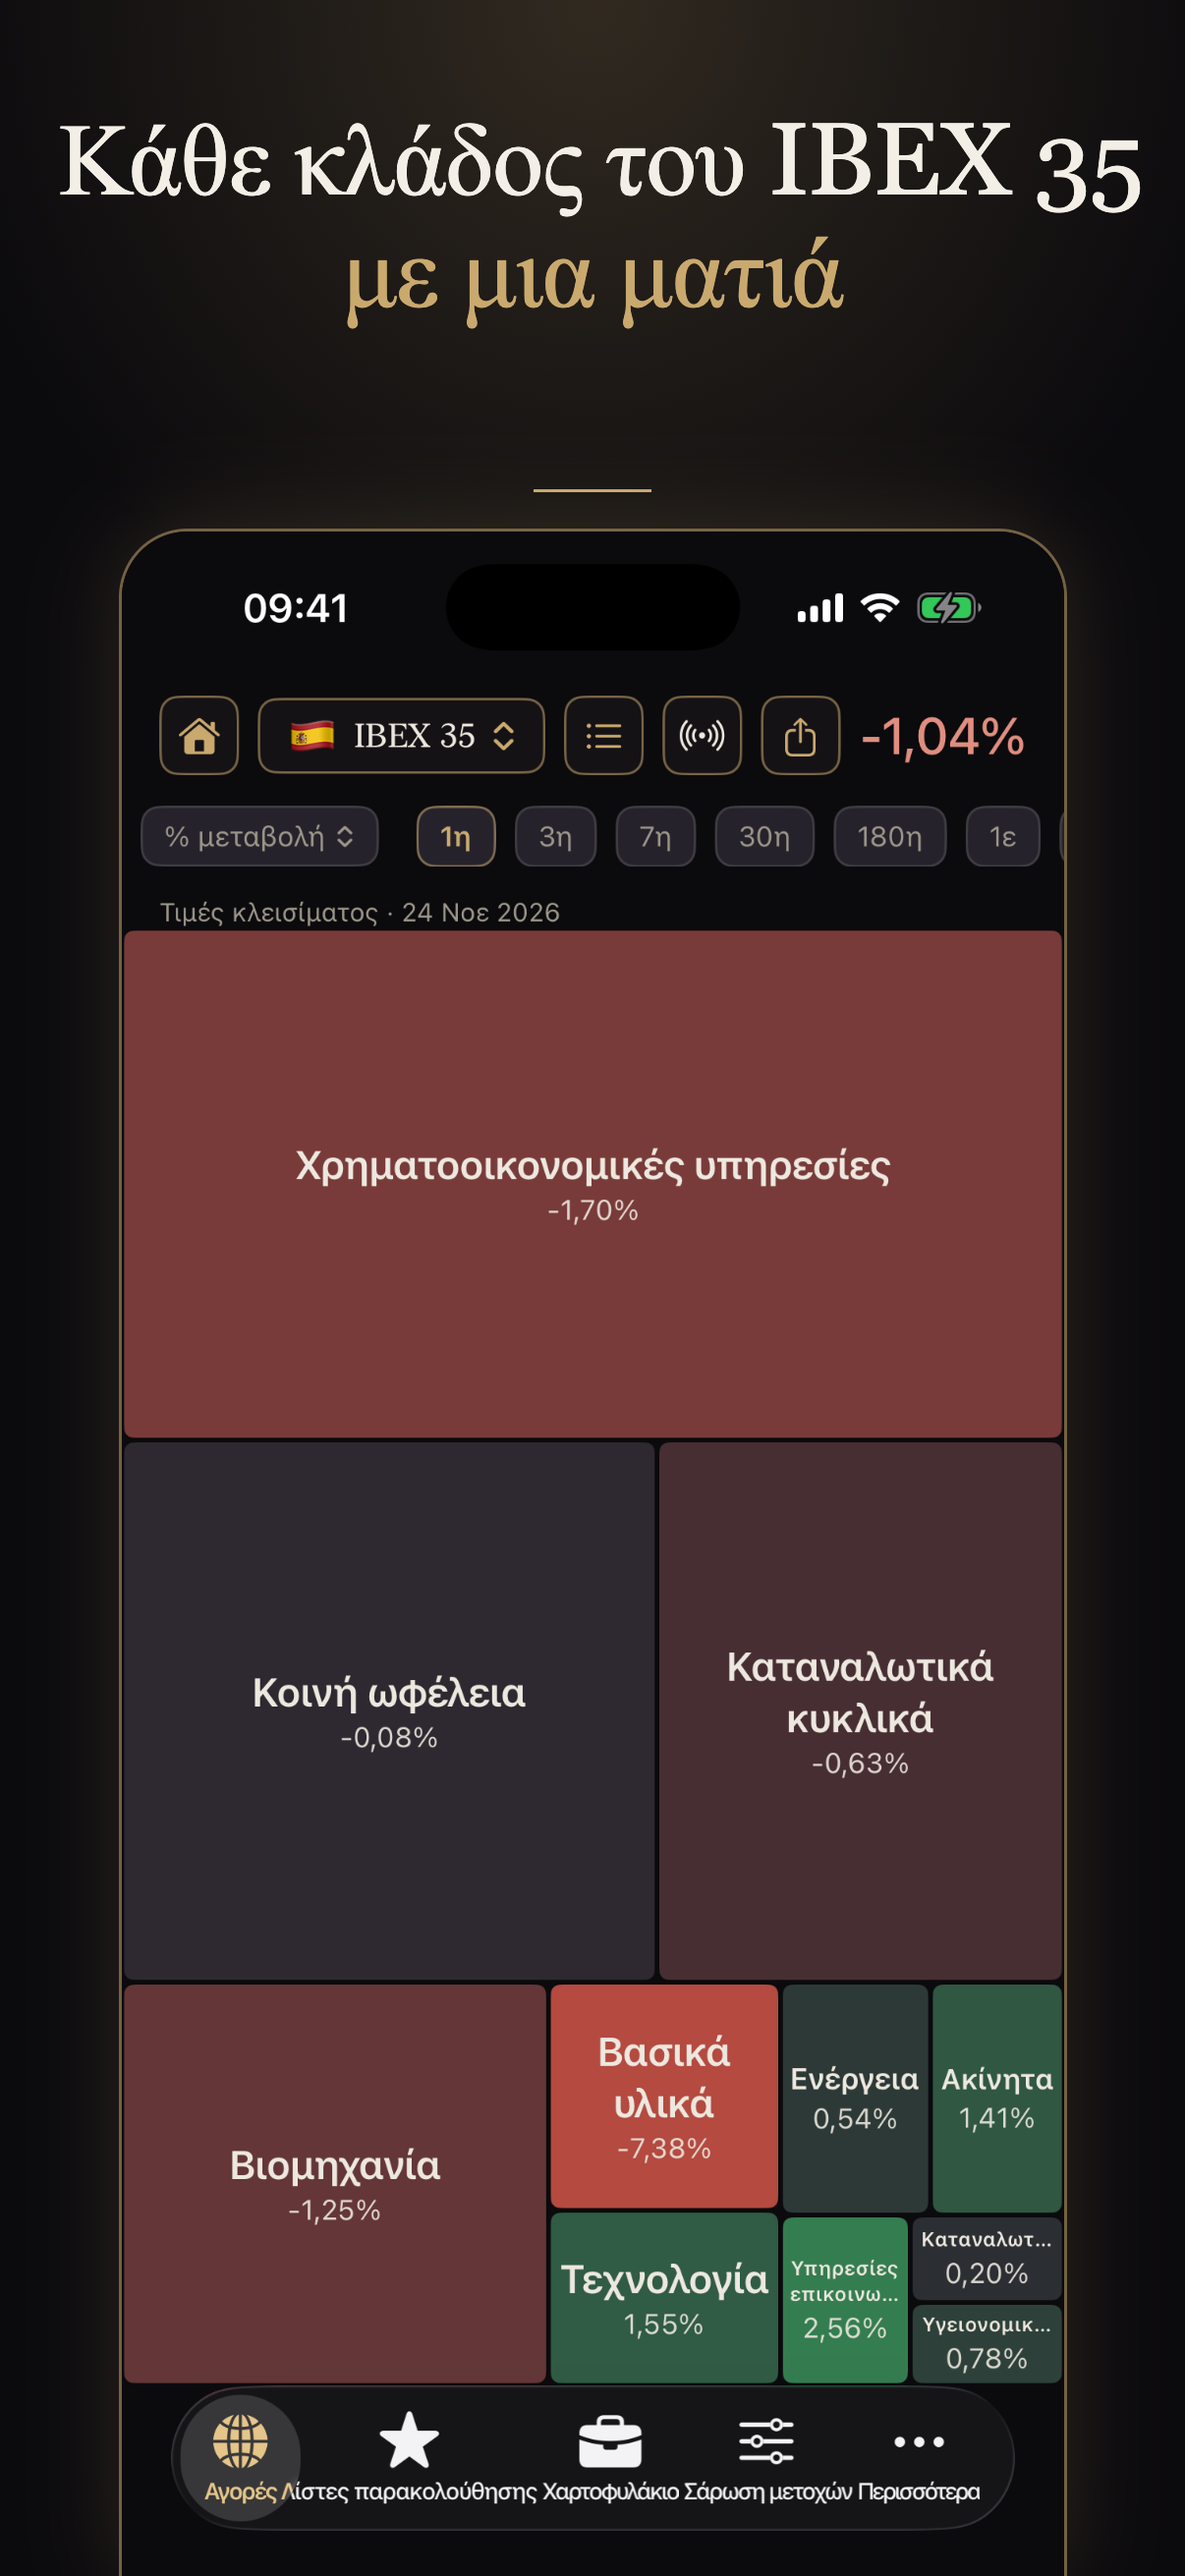 Κάθε κλάδος του IBEX 35
με μια ματιά
09:41
IBEX 35
-1,04%
% μεταβολή
1η
3η
7η
30η
180η
1ε
Τιμές κλεισίματος · 24 Νοε 2026
Χρηματοοικονομικές υπηρεσίες
-1,70%
Κοινή ωφέλεια
-0,08%
Καταναλωτικά
κυκλικά
-0,63%
Βιομηχανία
-1,25%
Βασικά
υλικά
-7,38%
Ενέργεια
0,54%
Ακίνητα
1,41%
Τεχνολογία
1,55%
Υπηρεσίες
επικοινω...
2,56%
Καταναλωτ...
0,20%
Υγειονομικ...
0,78%
Αγορές Λίστες παρακολούθησης Χαρτοφυλάκιο Σάρωση μετοχών Περισσότερα